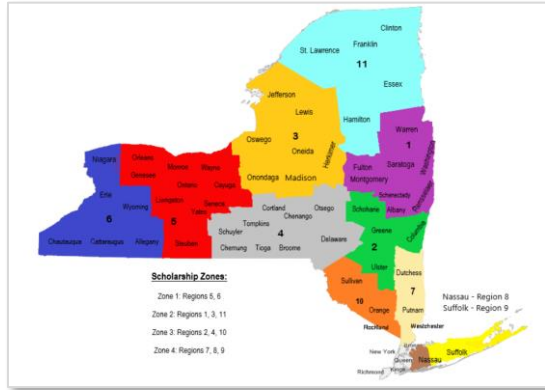 Clinton
Franklin
St. Lawrence
11
Essex
Jefferson
Lewis
Hamilton
Warren
1
Washington
Oswego
3
Oneida
Herkimer
Fulton
Saratoga
Montgomery
Onondaga
Madison
Schenectady
Albany
Rensselaer
Niagara
Orleans
Monroe
Wayne
Genesee
Ontario
Cayuga
Erie
Wyoming
Livingston
Seneca
Yates
6
5
Chautauqua
Cattaraugus
Allegany
Steuben
Cortland
Otsego
Chenango
Tompkins
Schuyler
4
Chemung
Tioga
Broome
Delaware
Schoharie
Greene
Columbia
2
Ulster
Sullivan
Dutchess
7
10
Orange
Putnam
Rockland
Westchester
Nassau - Region 8
Suffolk - Region 9
New York
Bronx
Queens
Kings
Richmond
Nassau
Suffolk
Scholarship Zones:
Zone 1: Regions 5, 6
Zone 2: Regions 1, 3, 11
Zone 3: Regions 2, 4, 10
Zone 4: Regions 7, 8, 9